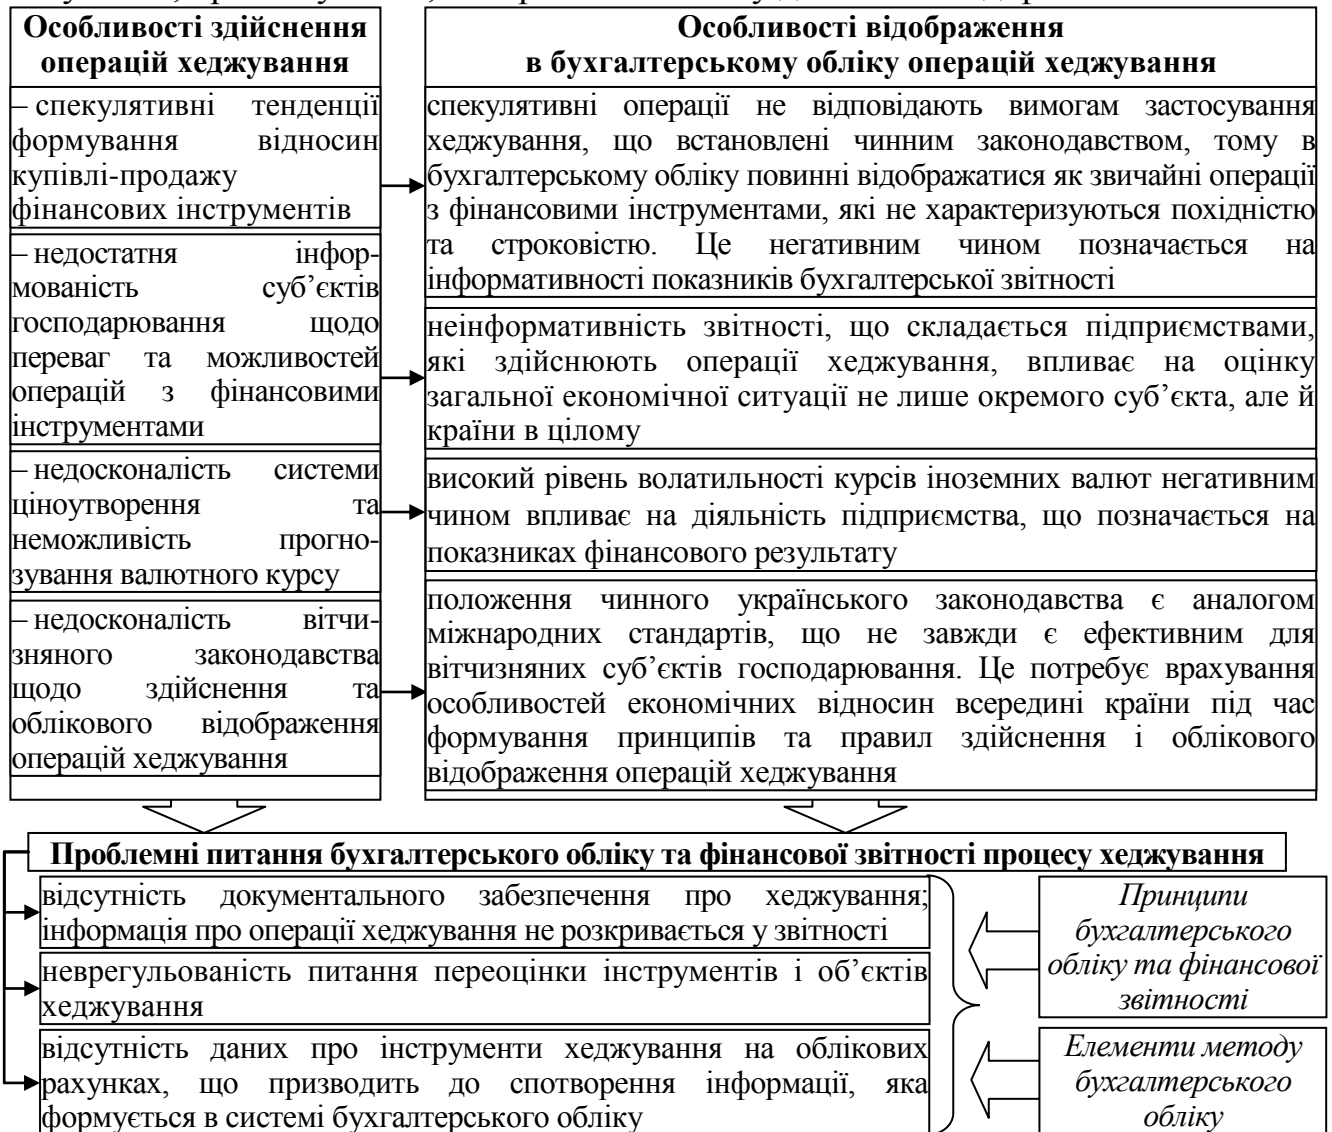 Особливості здійснення
операцій хеджування
– спекулятивні тенденції
формування відносин
купівлі-продажу
фінансових інструментів
– недостатня інфор-
мованість суб’єктів
господарювання щодо
переваг та можливостей
операцій з фінансовими
інструментами
– недосконалість системи
ціноутворення та
неможливість прогно-
зування валютного курсу
– недосконалість вітчи-
зняного законодавства
щодо здійснення та
облікового відображення
операцій хеджування
Особливості відображення
в бухгалтерському обліку операцій хеджування
спекулятивні операції не відповідають вимогам застосування
хеджування, що встановлені чинним законодавством, тому в
бухгалтерському обліку повинні відображатися як звичайні операції
з фінансовими інструментами, які не характеризуються похідністю
та строковістю. Це негативним чином позначається на
інформативності показників бухгалтерської звітності
неінформативність звітності, що складається підприємствами,
які здійснюють операції хеджування, впливає на оцінку
загальної економічної ситуації не лише окремого суб’єкта, але й
країни в цілому
високий рівень волатильності курсів іноземних валют негативним
чином впливає на діяльність підприємства, що позначається на
показниках фінансового результату
положення чинного українського законодавства є аналогом
міжнародних стандартів, що не завжди є ефективним для
вітчизняних суб’єктів господарювання. Це потребує врахування
особливостей економічних відносин всередині країни під час
формування принципів та правил здійснення і облікового
відображення операцій хеджування
Проблемні питання бухгалтерського обліку та фінансової звітності процесу хеджування
відсутність документального забезпечення про хеджування;
інформація про операції хеджування не розкривається у звітності
неврегульованість питання переоцінки інструментів і об’єктів
хеджування
відсутність даних про інструменти хеджування на облікових
рахунках, що призводить до спотворення інформації, яка
формується в системі бухгалтерського обліку
Принципи
бухгалтерського
обліку та фінансової
звітності
Елементи методу
бухгалтерського
обліку